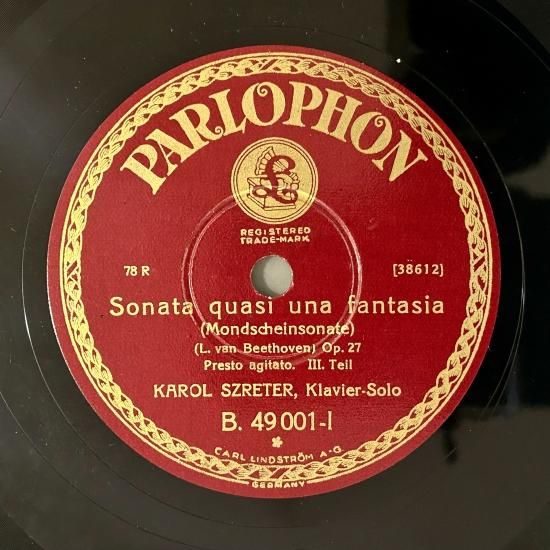 PARLOPHON
£
REGISTERED
TRADE-MARK
78 R
[38612]
Sonata quasi una fantasia
(Mondscheinsonate)
(L. van Beethoven) Op. 27
Presto agitato. III. Teil
KAROL SZRETER, Klavier-Solo
B. 49001-I
CARL LINDSTRÖM A-G
GERMANY